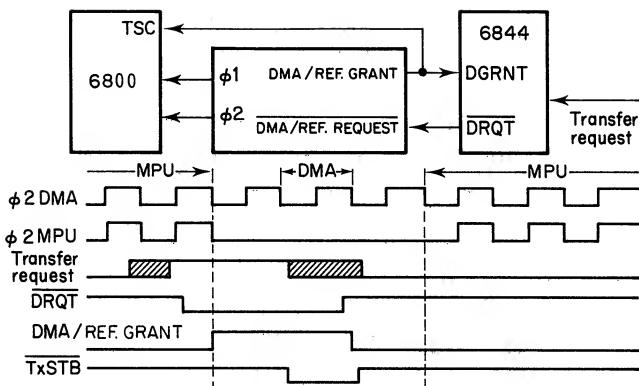 TSC
6844
6800
φ1
DMA/REF. GRANT
DGRNT
φ2
DMA/REF. REQUEST
DRQT
Transfer
request
MPU
DMA
MPU
φ2 DMA
φ2 MPU
Transfer
request
DRQT
DMA/REF. GRANT
TxSTB